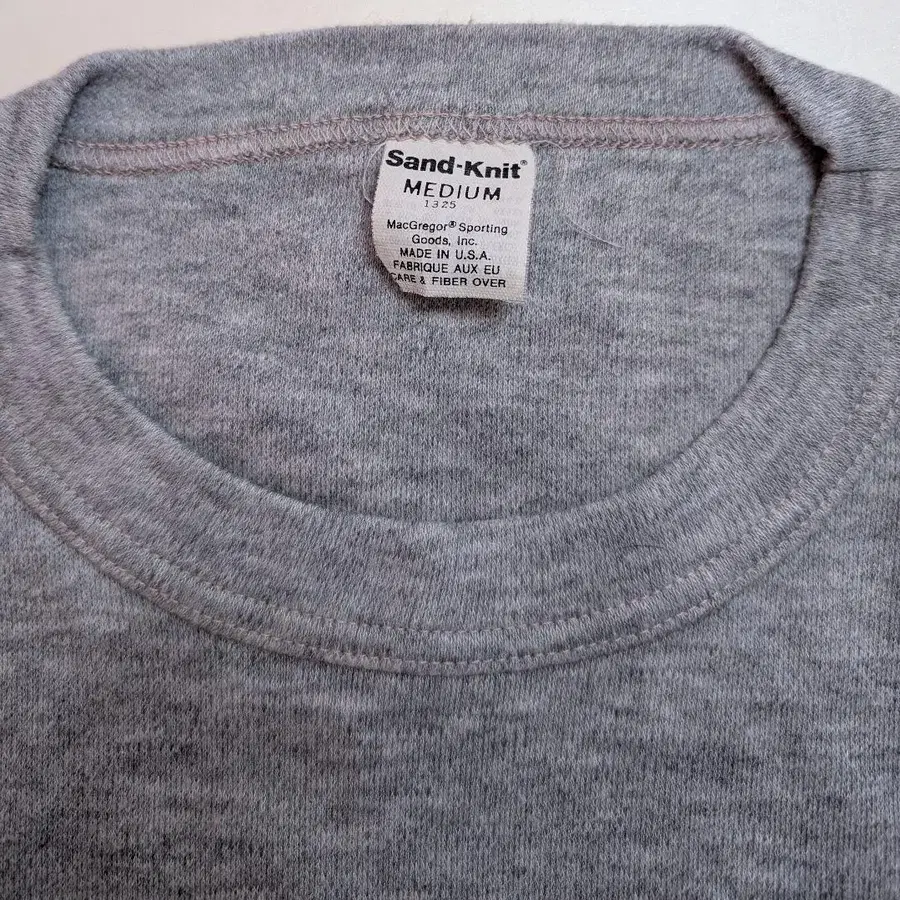 Sand-Knit®
MEDIUM
1325
MacGregor® Sporting
Goods, Inc.
MADE IN U.S.A.
FABRIQUE AUX EU
CARE & FIBER OVER